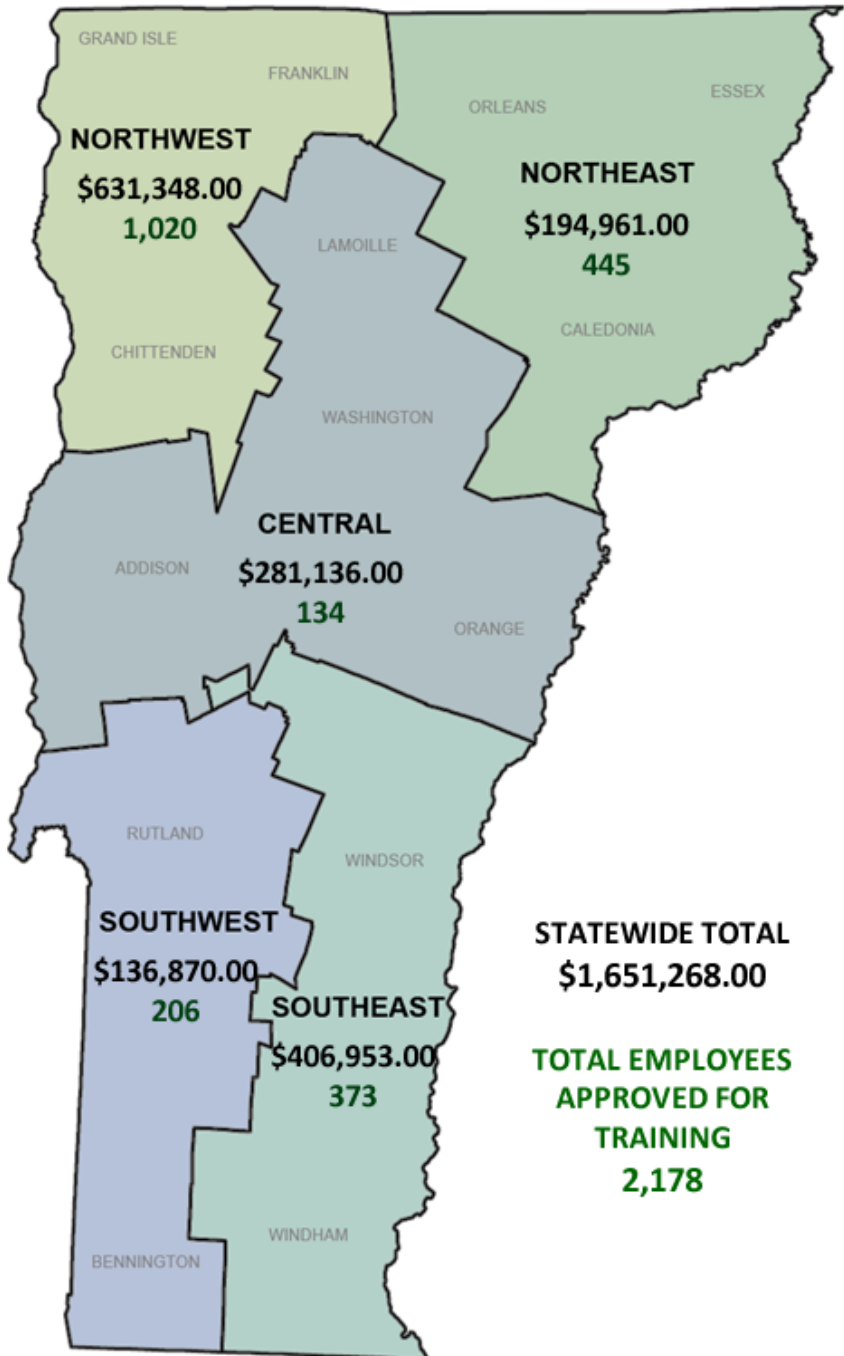 GRAND ISLE
FRANKLIN
ORLEANS
ESSEX
NORTHWEST
$631,348.00
1,020
NORTHEAST
$194,961.00
445
LAMOILLE
CALEDONIA
CHITTENDEN
WASHINGTON
CENTRAL
$281,136.00
134
ADDISON
ORANGE
RUTLAND
WINDSOR
SOUTHWEST
$136,870.00
206
SOUTHEAST
$406,953.00
373
STATEWIDE TOTAL
$1,651,268.00
TOTAL EMPLOYEES
APPROVED FOR
TRAINING
2,178
WINDHAM
BENNINGTON